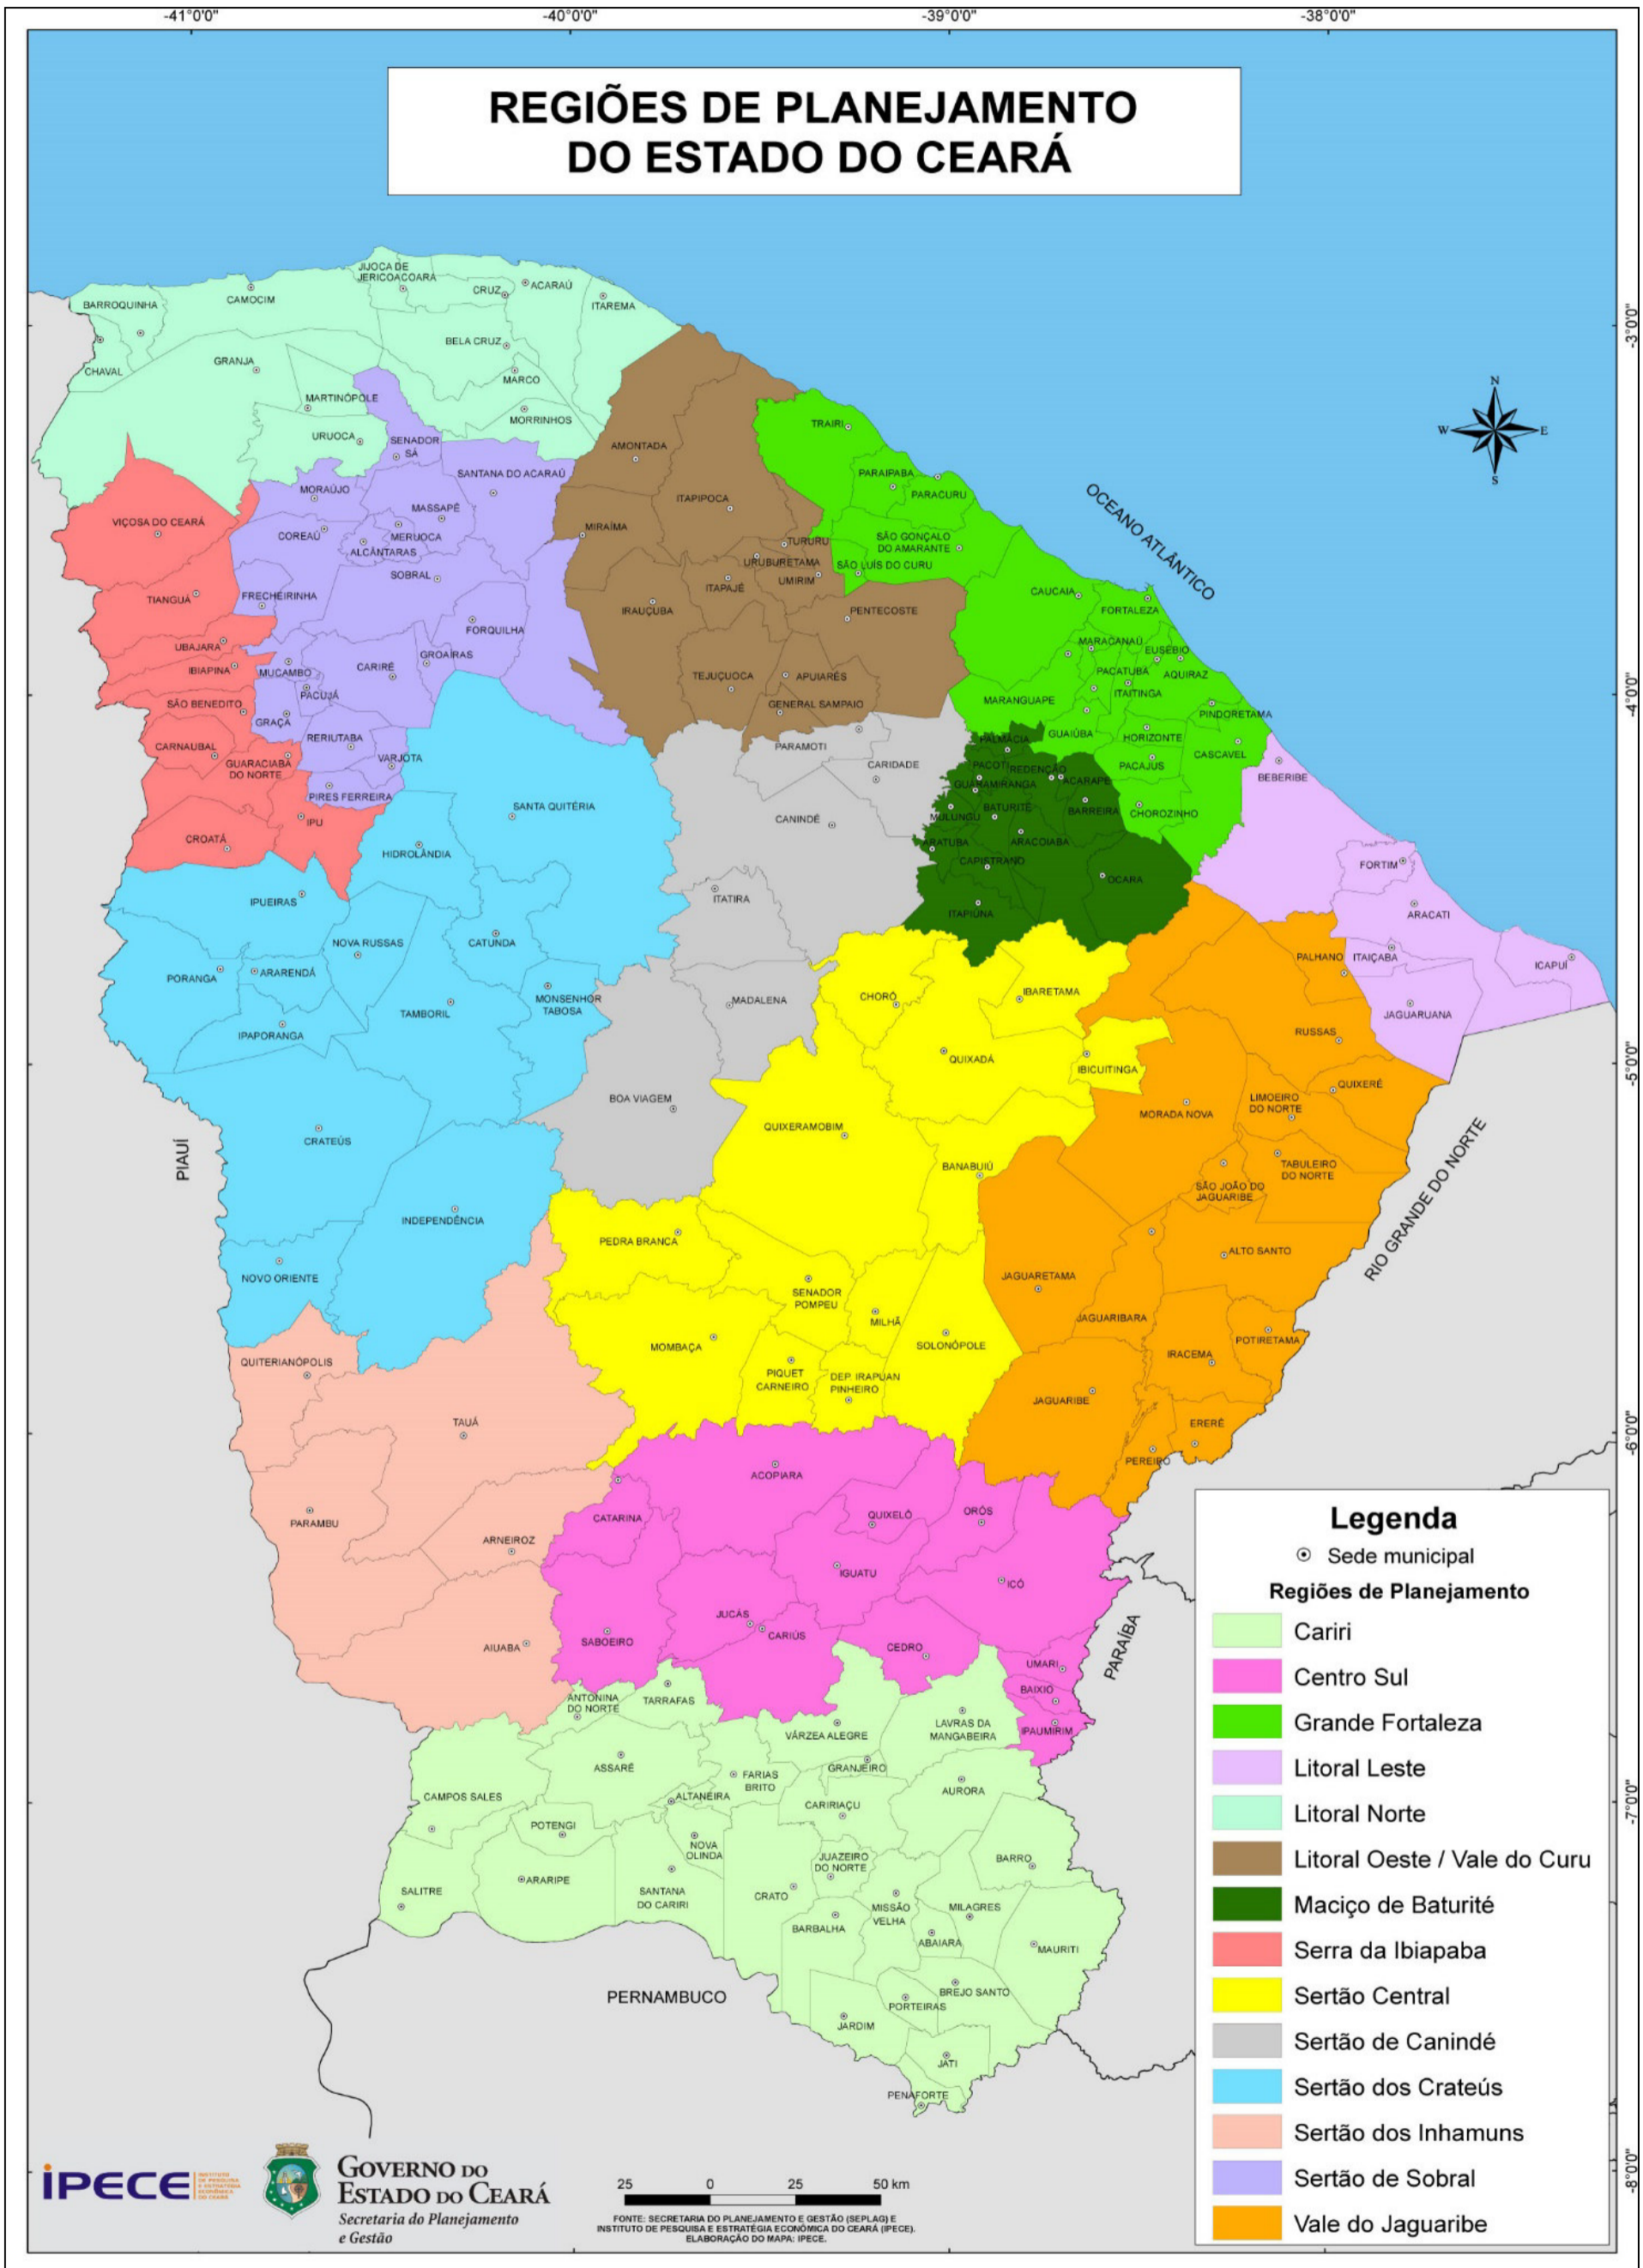 -41°0'0"
-40°0'0"
-39°0'0"
-38°0'0"
REGIÕES DE PLANEJAMENTO
DO ESTADO DO CEARÁ
JIJOCA DE
JERICOACOARA
CRUZ
ACARAÚ
ITAREMA
BARROQUINHA
CAMOCIM
-3°0'0"
BELA CRUZ
CHAVAL
GRANJA
MARCO
MARTINÓPOLE
MORRINHOS
URUOCA
SENADOR
SÁ
AMONTADA
TRAIRI
N
W
E
S
SANTANA DO ACARAÚ
PARAIPABA
PARACURU
MORAÚJO
MASSAPÊ
ITAPIPOCA
OCEANO ATLÂNTICO
VIÇOSA DO CEARÁ
COREAÚ
MERUOCA
ALCÂNTARAS
MIRAÍMA
TURURU
SÃO GONÇALO
DO AMARANTE
URUBURETAMA
SÃO LUÍS DO CURU
SOBRAL
UMIRIM
ITAPAJÉ
TIANGUÁ
FRECHEIRINHA
CAUCAIA
IRAUÇUBA
PENTECOSTE
FORTALEZA
FORQUILHA
UBAJARA
MARACANAÚ
EUSÉBIO
IBIAPINA
MUCAMBO
CARIRÉ
GROAÍRAS
TEJUÇUOCA
APUIARÉS
PACATUBA
AQUIRAZ
ITAITINGA
PACUJÁ
MARANGUAPE
-4°0'0"
SÃO BENEDITO
GRAÇA
GENERAL SAMPAIO
PINDORETAMA
RERIUTABA
GUAIÚBA
HORIZONTE
CARNAUBAL
PARAMOTI
PALMÁCIA
CASCAVEL
GUARACIABA
DO NORTE
VARJOTA
CARIDADE
PACOTI
REDENÇÃO
PACAJUS
BEBERIBE
GUARAMIRANGA
ACARAPE
PIRES FERREIRA
SANTA QUITÉRIA
BATURITÉ
BARREIRA
CHOROZINHO
IPU
CANINDÉ
MULUNGU
CROATÁ
HIDROLÂNDIA
ARATUBA
ARACOIABA
CAPISTRANO
FORTIM
OCARA
IPUEIRAS
ITATIRA
ITAPIÚNA
ARACATI
NOVA RUSSAS
CATUNDA
PALHANO
ITAIÇABA
ICAPUÍ
PORANGA
ARARENDÁ
MONSENHOR
TABOSA
MADALENA
CHORÓ
IBARETAMA
TAMBORIL
JAGUARUANA
IPAPORANGA
RUSSAS
QUIXADÁ
IBICUITINGA
-5°0'0"
QUIXERÉ
BOA VIAGEM
LIMOEIRO
DO NORTE
MORADA NOVA
QUIXERAMOBIM
CRATEÚS
PIAUÍ
BANABUIÚ
TABULEIRO
DO NORTE
SÃO JOÃO DO
JAGUARIBE
RIO GRANDE DO NORTE
INDEPENDÊNCIA
PEDRA BRANCA
ALTO SANTO
NOVO ORIENTE
JAGUARETAMA
SENADOR
POMPEU
JAGUARIBARA
MILHÃ
POTIRETAMA
MOMBAÇA
SOLONÓPOLE
IRACEMA
QUITERIANÓPOLIS
PIQUET
CARNEIRO
DEP. IRAPUAN
PINHEIRO
JAGUARIBE
TAUÁ
ERERÉ
-6°0'0"
PEREIRO
ACOPIARA
PARAMBU
CATARINA
QUIXELÔ
ORÓS
ARNEIROZ
IGUATU
ICÓ
JUCÁS
CARIÚS
AIUABA
SABOEIRO
CEDRO
PARAÍBA
UMARI
BAIXIO
ANTONINA
DO NORTE
TARRAFAS
VÁRZEA ALEGRE
LAVRAS DA
MANGABEIRA
IPAUMIRIM
ASSARÉ
FARIAS
BRITO
GRANJEIRO
AURORA
CAMPOS SALES
ALTANEIRA
CARIRIAÇU
-7°0'0"
POTENGI
NOVA
OLINDA
JUAZEIRO
DO NORTE
BARRO
SALITRE
ARARIPE
SANTANA
DO CARIRI
CRATO
MISSÃO
VELHA
MILAGRES
BARBALHA
ABAIARA
MAURITI
BREJO SANTO
PERNAMBUCO
PORTEIRAS
JARDIM
JATI
PENAFORTE
-8°0'0"
Legenda
Sede municipal
Regiões de Planejamento
Cariri
Centro Sul
Grande Fortaleza
Litoral Leste
Litoral Norte
Litoral Oeste / Vale do Curu
Maciço de Baturité
Serra da Ibiapaba
Sertão Central
Sertão de Canindé
Sertão dos Crateús
Sertão dos Inhamuns
Sertão de Sobral
Vale do Jaguaribe
IPECE
INSTITUTO
DE PESQUISA
E ESTRATÉGIA
ECONÔMICA
DO CEARÁ
GOVERNO DO
ESTADO DO CEARÁ
Secretaria do Planejamento
e Gestão
25 0 25 50 km
FONTE: SECRETARIA DO PLANEJAMENTO E GESTÃO (SEPLAG) E
INSTITUTO DE PESQUISA E ESTRATÉGIA ECONÔMICA DO CEARÁ (IPECE).
ELABORAÇÃO DO MAPA: IPECE.